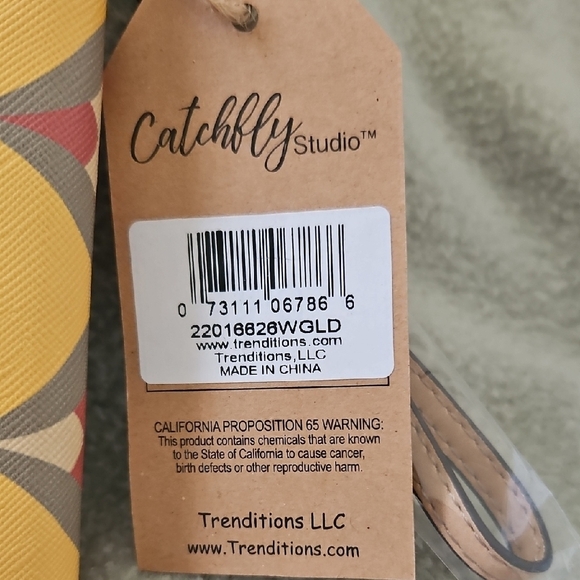 Catchfly Studio™
0 73111 06786 6
22016626WGLD
www.trenditions.com
Trenditions,LLC
MADE IN CHINA
CALIFORNIA PROPOSITION 65 WARNING:
This product contains chemicals that are known
to the State of California to cause cancer,
birth defects or other reproductive harm.
Trenditions LLC
www.Trenditions.com